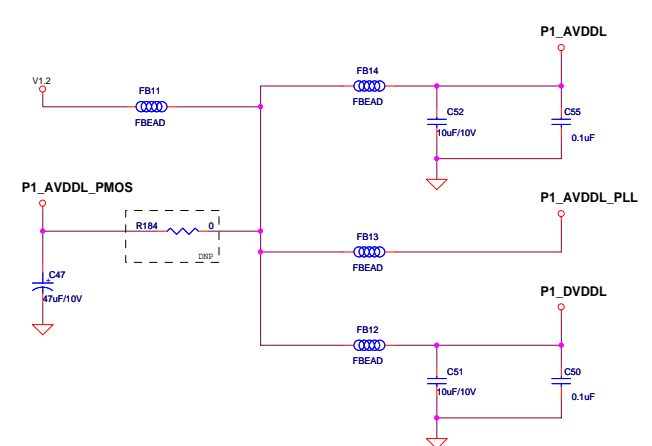 P1_AVDDL
V1.2
FB11
FBEAD
FB14
FBEAD
C52
10uF/10V
C55
0.1uF
P1_AVDDL_PMOS
R184
0
DNP
C47
47uF/10V
P1_AVDDL_PLL
FB13
FBEAD
P1_DVDDL
FB12
FBEAD
C51
10uF/10V
C50
0.1uF